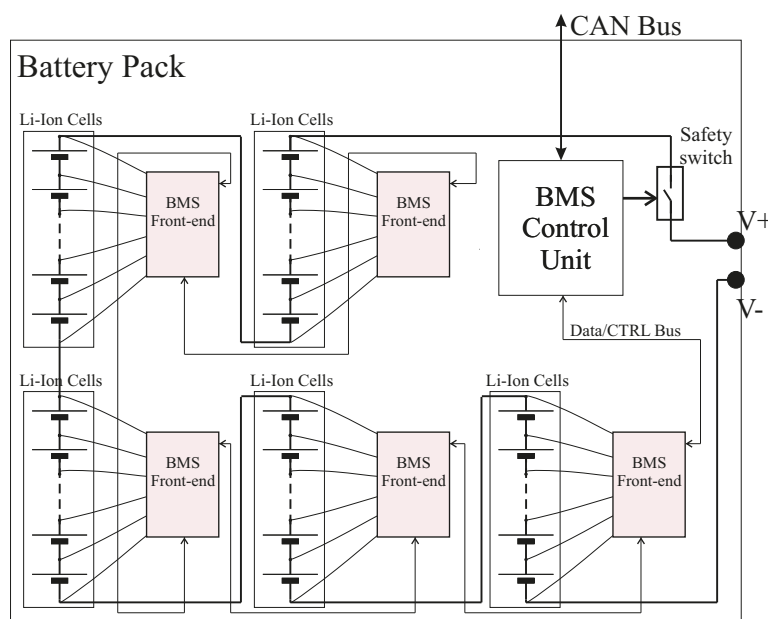 CAN Bus
Battery Pack
Li-Ion Cells
Li-Ion Cells
Safety
switch
BMS
Front-end
BMS
Front-end
BMS
Control
Unit
V+
V-
Data/CTRL Bus
Li-Ion Cells
Li-Ion Cells
Li-Ion Cells
BMS
Front-end
BMS
Front-end
BMS
Front-end